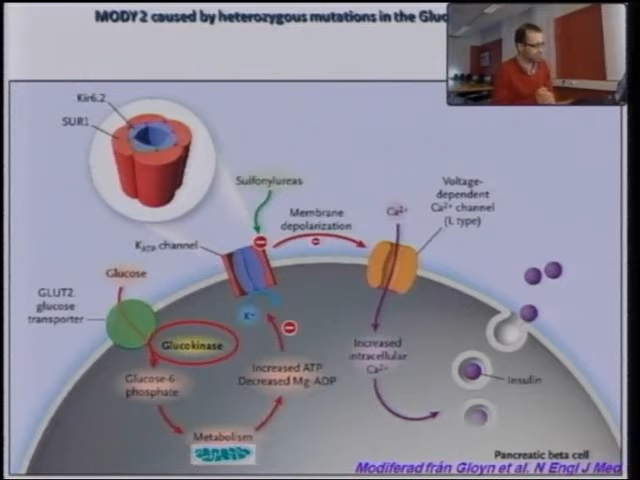 MODY2 caused by heterozygous mutations in the Gluc
Kir6.2
SUR1
Sulfonylureas
Voltage-
dependent
Ca2+ channel
(L type)
Membrane
depolarization
Ca2+
KATP channel
Glucose
GLUT2
glucose
transporter
K+
Glucokinase
Increased
intracellular
Ca2+
Glucose-6-
phosphate
Increased ATP
Decreased Mg-ADP
Insulin
Metabolism
Pancreatic beta cell
Modiferad från Gloyn et al. N Engl J Med